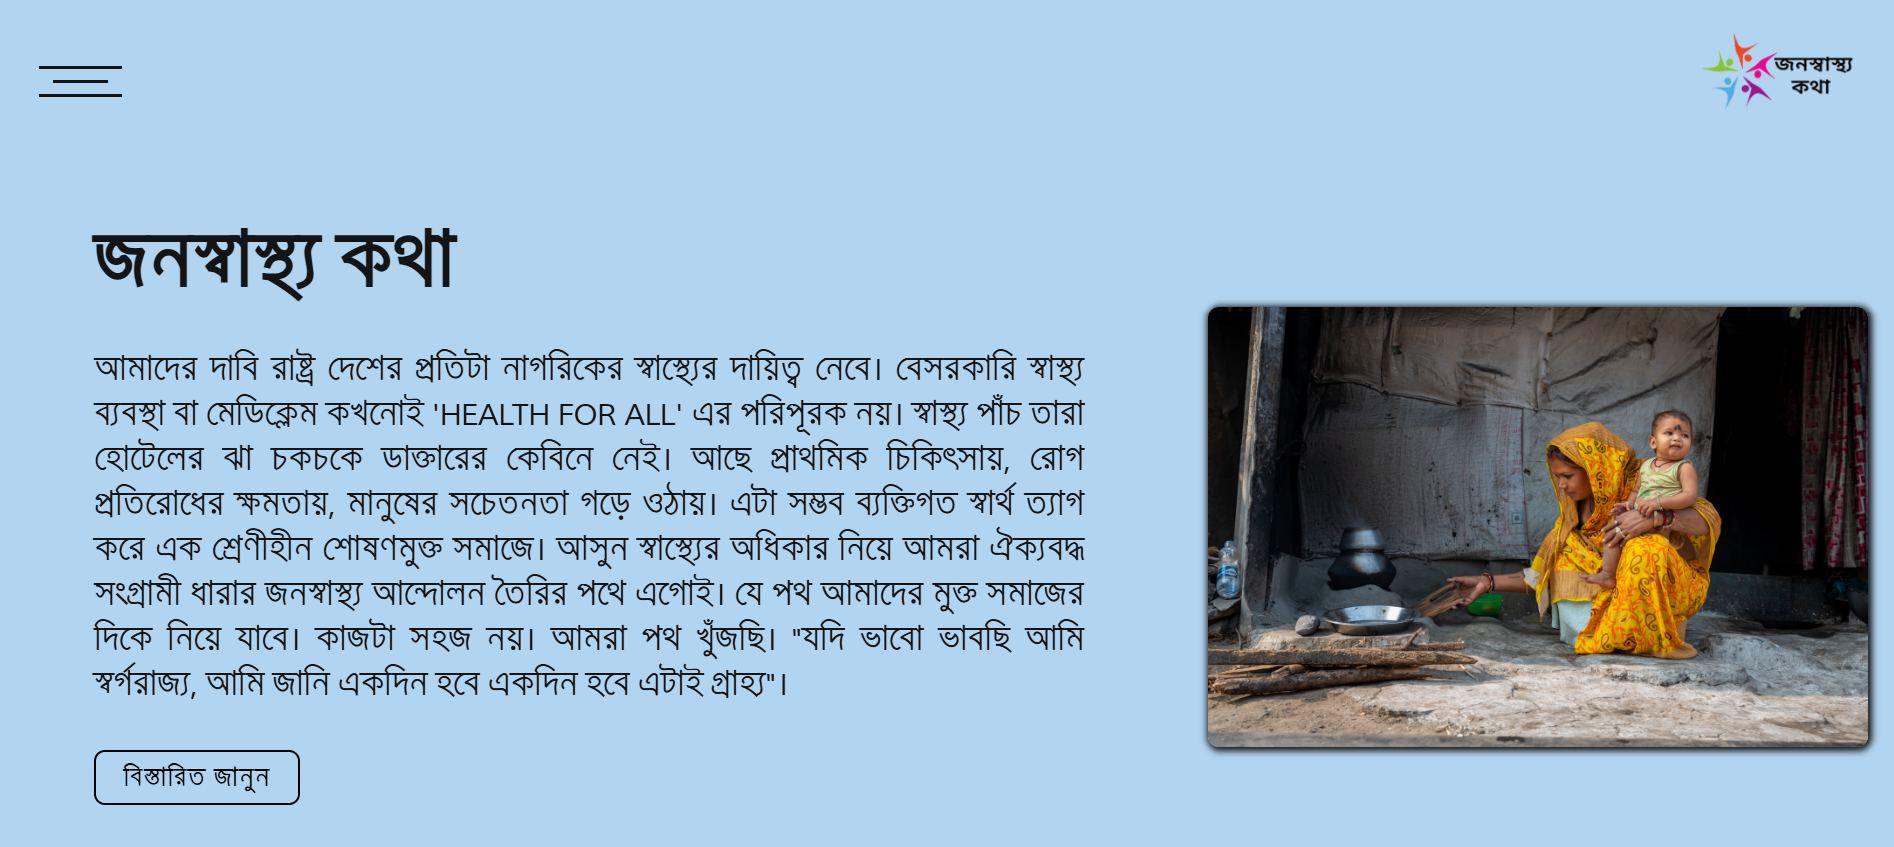 জনস্বাস্থ্য
কথা
জনস্বাস্থ্য কথা
আমাদের দাবি রাষ্ট্র দেশের প্রতিটা নাগরিকের স্বাস্থ্যের দায়িত্ব নেবে। বেসরকারি স্বাস্থ্য
ব্যবস্থা বা মেডিক্লেম কখনোই 'HEALTH FOR ALL' এর পরিপূরক নয়। স্বাস্থ্য পাঁচ তারা
হোটেলের ঝা চকচকে ডাক্তারের কেবিনে নেই। আছে প্রাথমিক চিকিৎসায়, রোগ
প্রতিরোধের ক্ষমতায়, মানুষের সচেতনতা গড়ে ওঠায়। এটা সম্ভব ব্যক্তিগত স্বার্থ ত্যাগ
করে এক শ্রেণীহীন শোষণমুক্ত সমাজে। আসুন স্বাস্থ্যের অধিকার নিয়ে আমরা ঐক্যবদ্ধ
সংগ্রামী ধারার জনস্বাস্থ্য আন্দোলন তৈরির পথে এগোই। যে পথ আমাদের মুক্ত সমাজের
দিকে নিয়ে যাবে। কাজটা সহজ নয়। আমরা পথ খুঁজছি। "যদি ভাবো ভাবছি আমি
স্বর্গরাজ্য, আমি জানি একদিন হবে একদিন হবে এটাই গ্রাহ্য"।
বিস্তারিত জানুন